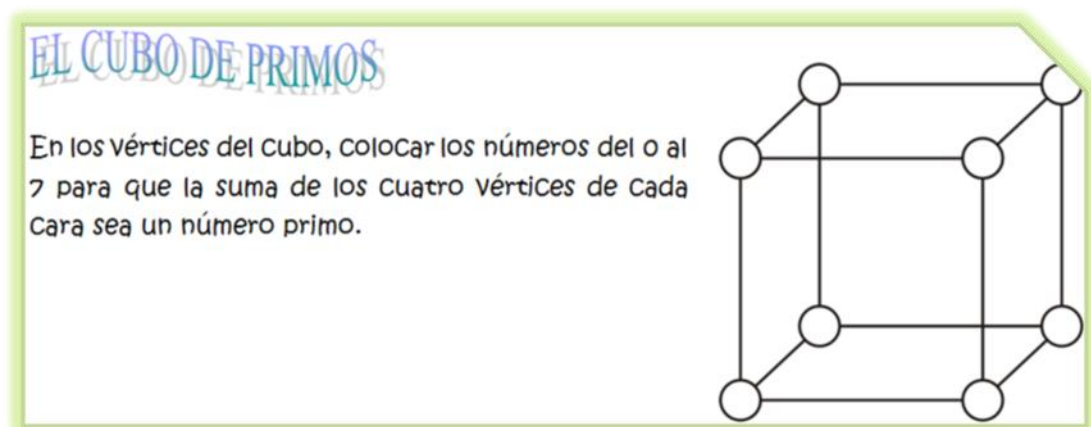 EL CUBO DE PRIMOS
En los vértices del cubo, colocar los números del 0 al
7 para que la suma de los cuatro vértices de cada
cara sea un número primo.